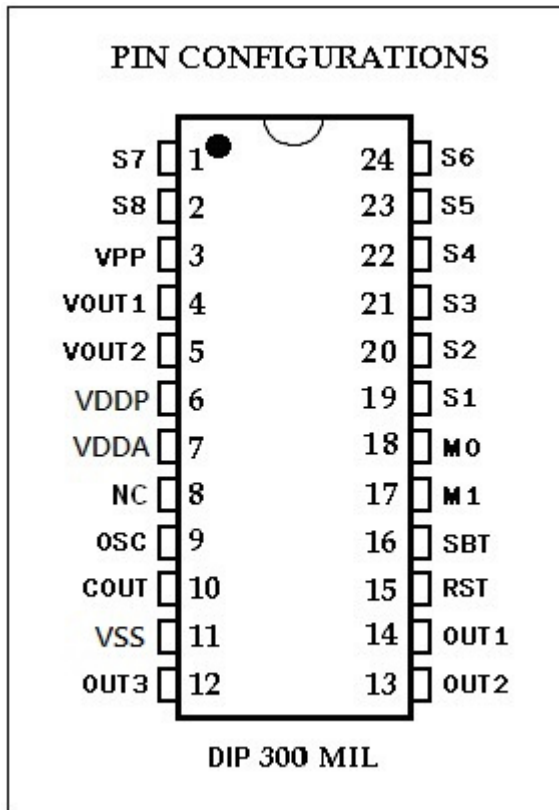 PIN CONFIGURATIONS
S7 1 24 S6
S8 2 23 S5
VPP 3 22 S4
VOUT1 4 21 S3
VOUT2 5 20 S2
VDDP 6 19 S1
VDDA 7 18 M0
NC 8 17 M1
OSC 9 16 SBT
COUT 10 15 RST
VSS 11 14 OUT1
OUT3 12 13 OUT2
DIP 300 MIL